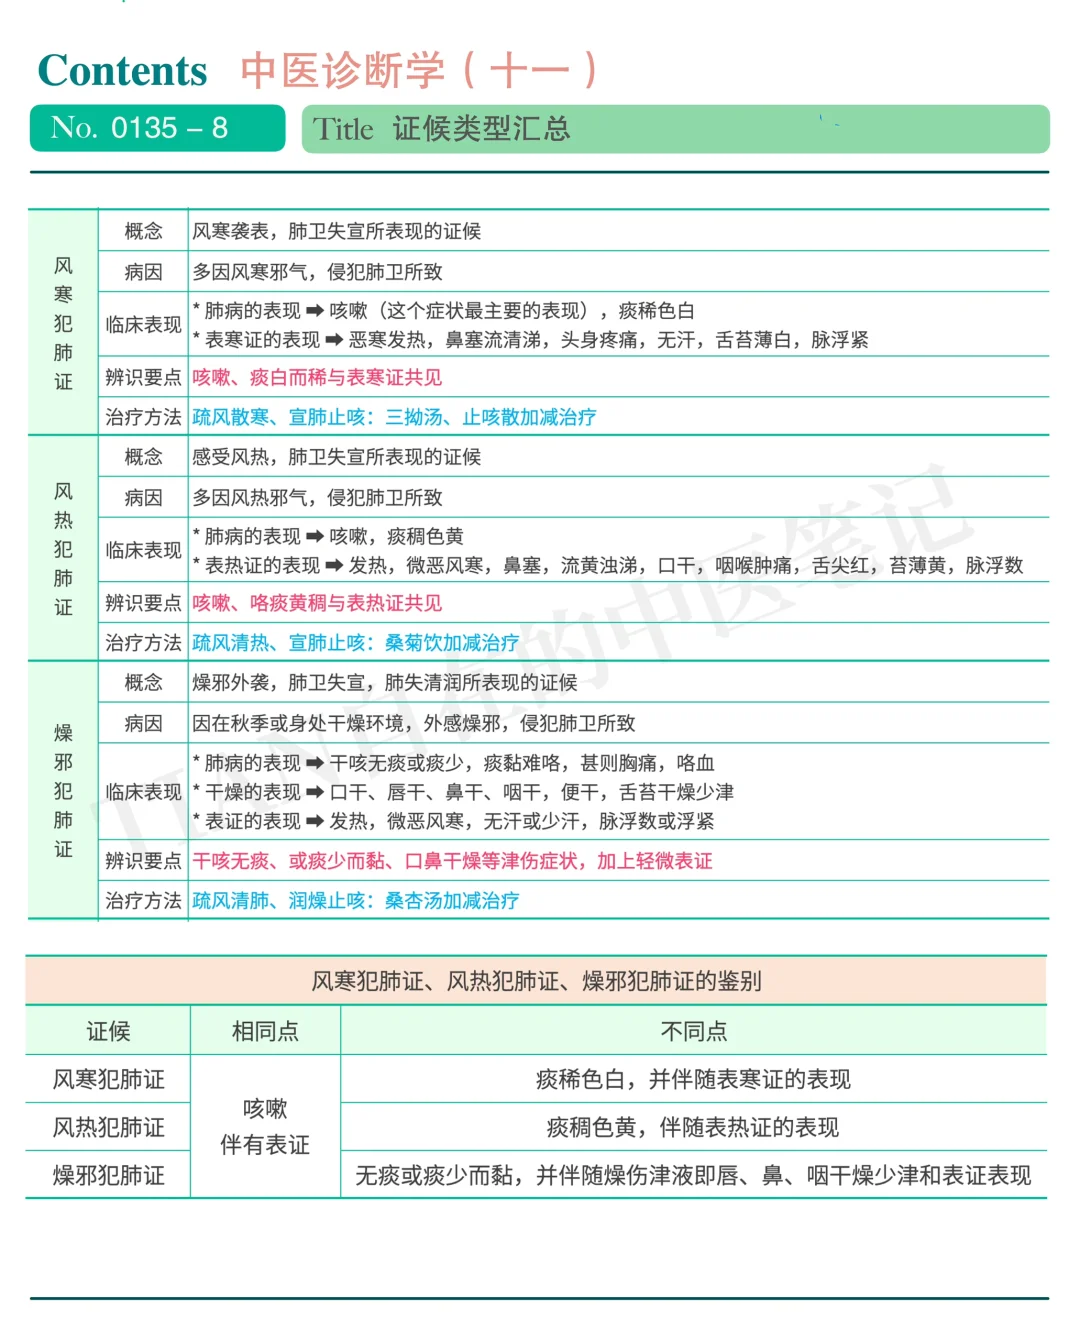 Contents 中医诊断学（十一）
No. 0135 – 8
Title 证候类型汇总
风寒犯肺证
概念 风寒袭表，肺卫失宣所表现的证候
病因 多因风寒邪气，侵犯肺卫所致
临床表现
* 肺病的表现 ➡ 咳嗽（这个症状最主要的表现），痰稀色白
* 表寒证的表现 ➡ 恶寒发热，鼻塞流清涕，头身疼痛，无汗，舌苔薄白，脉浮紧
辨识要点 咳嗽、痰白而稀与表寒证共见
治疗方法 疏风散寒、宣肺止咳：三拗汤、止咳散加减治疗
风热犯肺证
概念 感受风热，肺卫失宣所表现的证候
病因 多因风热邪气，侵犯肺卫所致
临床表现
* 肺病的表现 ➡ 咳嗽，痰稠色黄
* 表热证的表现 ➡ 发热，微恶风寒，鼻塞，流黄浊涕，口干，咽喉肿痛，舌尖红，苔薄黄，脉浮数
辨识要点 咳嗽、咯痰黄稠与表热证共见
治疗方法 疏风清热、宣肺止咳：桑菊饮加减治疗
燥邪犯肺证
概念 燥邪外袭，肺卫失宣，肺失清润所表现的证候
病因 因在秋季或身处干燥环境，外感燥邪，侵犯肺卫所致
临床表现
* 肺病的表现 ➡ 干咳无痰或痰少，痰黏难咯，甚则胸痛，咯血
* 干燥的表现 ➡ 口干、唇干、鼻干、咽干，便干，舌苔干燥少津
* 表证的表现 ➡ 发热，微恶风寒，无汗或少汗，脉浮数或浮紧
辨识要点 干咳无痰、或痰少而黏、口鼻干燥等津伤症状，加上轻微表证
治疗方法 疏风清肺、润燥止咳：桑杏汤加减治疗
TIAN自在的中医笔记
风寒犯肺证、风热犯肺证、燥邪犯肺证的鉴别
证候 相同点 不同点
风寒犯肺证 痰稀色白，并伴随表寒证的表现
咳嗽
伴有表证
风热犯肺证 痰稠色黄，伴随表热证的表现
燥邪犯肺证 无痰或痰少而黏，并伴随燥伤津液即唇、鼻、咽干燥少津和表证表现